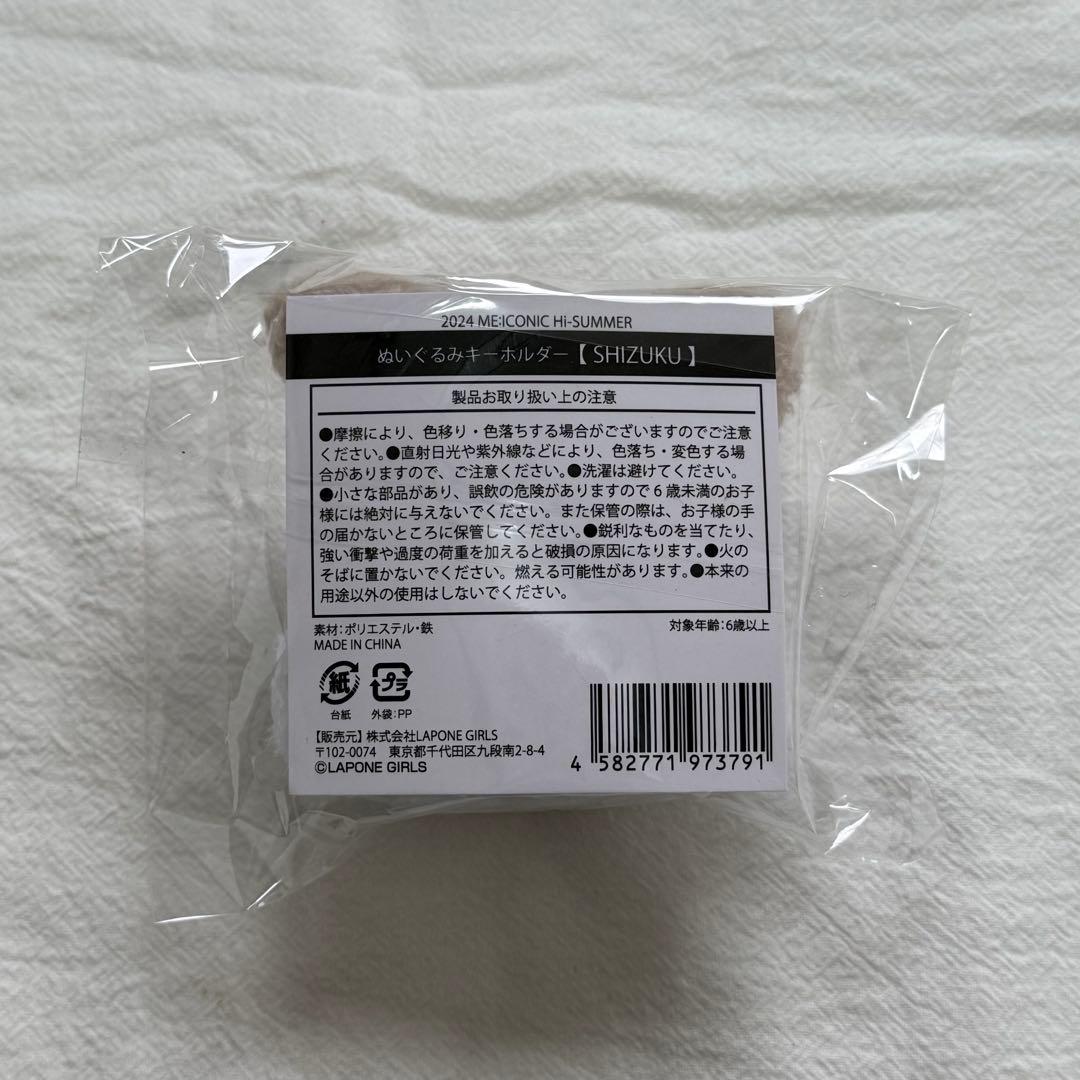 2024 ME:ICONIC Hi-SUMMER
ぬいぐるみキーホルダー【 SHIZUKU 】
製品お取り扱い上の注意
●摩擦により、色移り・色落ちする場合がございますのでご注意
ください。●直射日光や紫外線などにより、色落ち・変色する場
合がありますので、ご注意ください。●洗濯は避けてください。
●小さな部品があり、誤飲の危険がありますので６歳未満のお子
様には絶対に与えないでください。また保管の際は、お子様の手
の届かないところに保管してください。●鋭利なものを当てたり、
強い衝撃や過度の荷重を加えると破損の原因になります。●火の
そばに置かないでください。燃える可能性があります。●本来の
用途以外の使用はしないでください。
素材：ポリエステル・鉄
対象年齢：6歳以上
MADE IN CHINA
紙
プラ
台紙
外袋：PP
【販売元】株式会社LAPONE GIRLS
〒102-0074　東京都千代田区九段南2-8-4
©LAPONE GIRLS
4 582771 973791